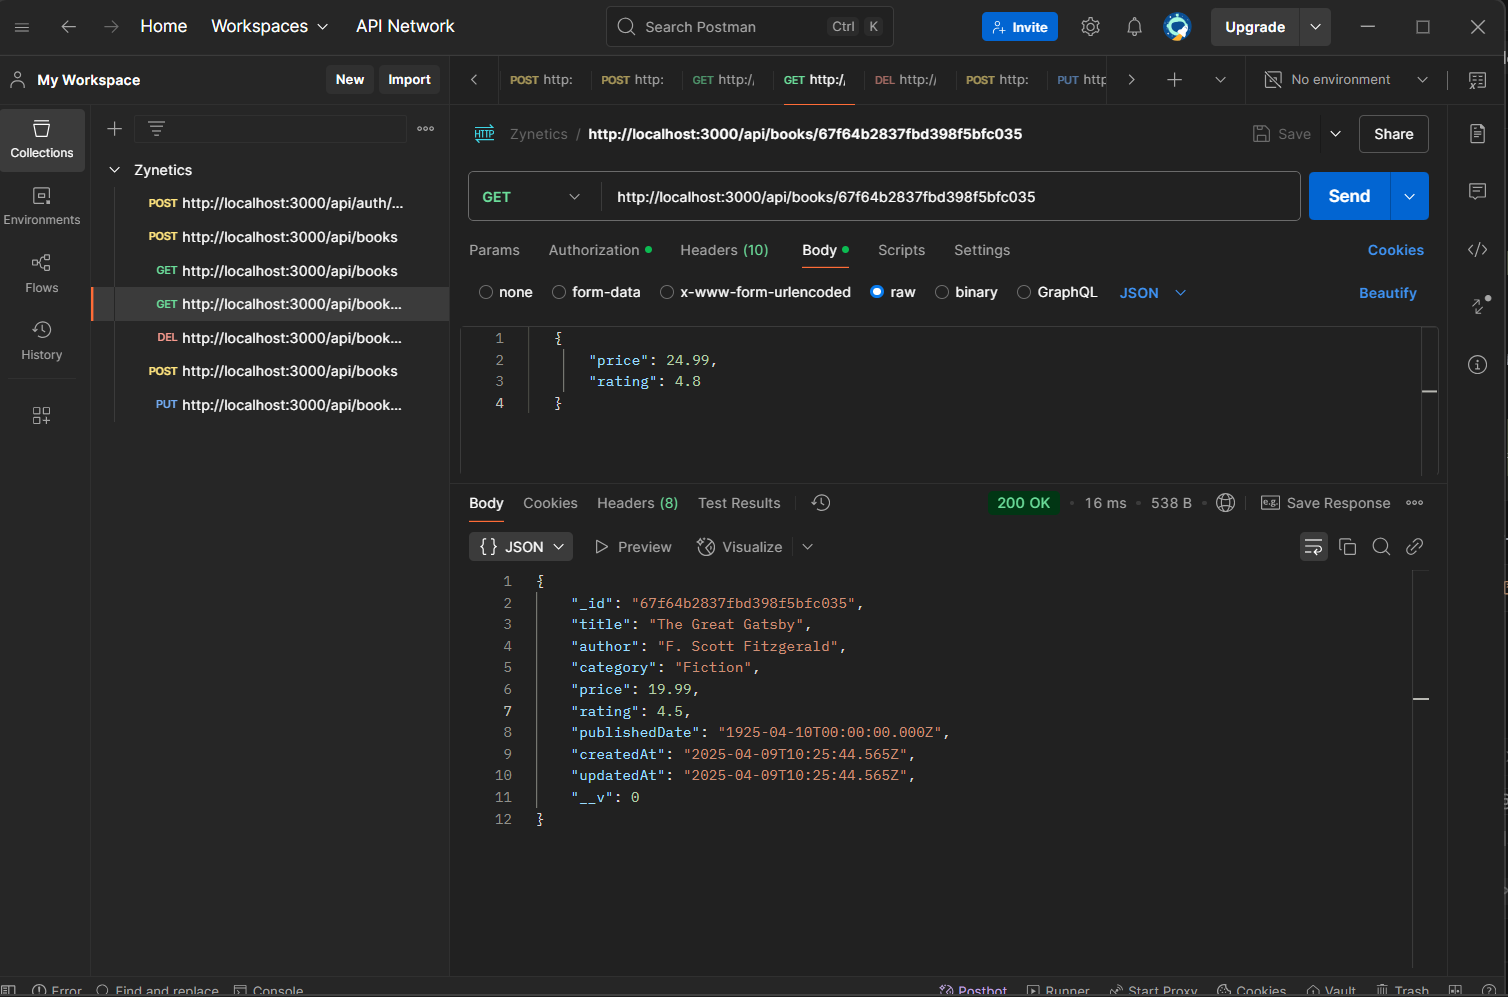 Home Workspaces API Network Search Postman Ctrl K Invite Upgrade
My Workspace New Import
POST http: POST http: GET http:/ GET http:/ DEL http:/ POST http: PUT http No environment
Collections
Environments
Flows
History
Zynetics
POST http://localhost:3000/api/auth/...
POST http://localhost:3000/api/books
GET http://localhost:3000/api/books
GET http://localhost:3000/api/book...
DEL http://localhost:3000/api/book...
POST http://localhost:3000/api/books
PUT http://localhost:3000/api/book...
HTTP Zynetics / http://localhost:3000/api/books/67f64b2837fbd398f5bfc035 Save Share
GET http://localhost:3000/api/books/67f64b2837fbd398f5bfc035 Send
Params Authorization Headers (10) Body Scripts Settings Cookies
none form-data x-www-form-urlencoded raw binary GraphQL JSON Beautify
1 {
2 "price": 24.99,
3 "rating": 4.8
4 }
Body Cookies Headers (8) Test Results 200 OK • 16 ms • 538 B • e.g. Save Response
{} JSON Preview Visualize
1 {
2 "_id": "67f64b2837fbd398f5bfc035",
3 "title": "The Great Gatsby",
4 "author": "F. Scott Fitzgerald",
5 "category": "Fiction",
6 "price": 19.99,
7 "rating": 4.5,
8 "publishedDate": "1925-04-10T00:00:00.000Z",
9 "createdAt": "2025-04-09T10:25:44.565Z",
10 "updatedAt": "2025-04-09T10:25:44.565Z",
11 "__v": 0
12 }
Error Find and replace Console Postbot Runner Start Proxy Cookies Vault Trash